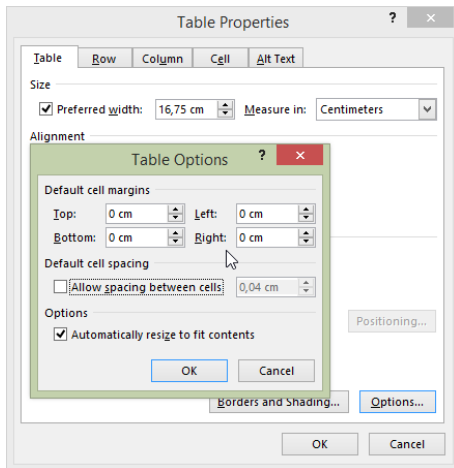 Table Properties ?
Table Row Column Cell Alt Text
Size
Preferred width: 16,75 cm Measure in: Centimeters
Alignment
Table Options ? ×
Default cell margins
Top: 0 cm Left: 0 cm
Bottom: 0 cm Right: 0 cm
Default cell spacing
Allow spacing between cells 0,04 cm
Options
Automatically resize to fit contents
Positioning...
OK Cancel
Borders and Shading... Options...
OK Cancel